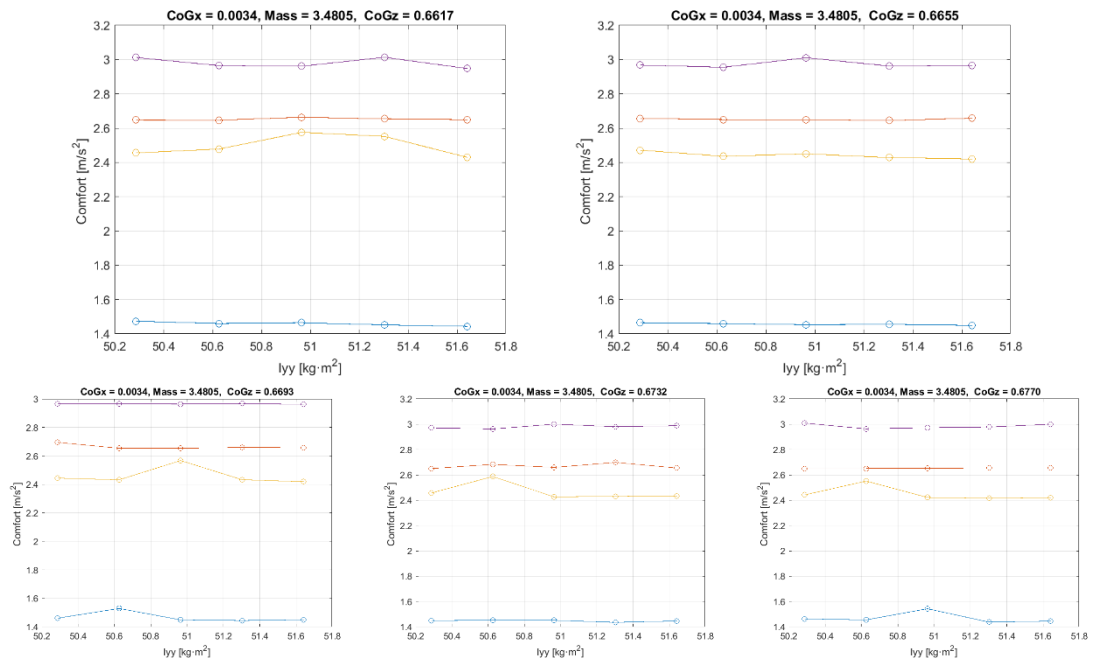 CoGx = 0.0034, Mass = 3.4805, CoGz = 0.6617
3.2
3
2.8
2.6
2.4
2.2
2
1.8
1.6
1.4
Comfort [m/s²]
50.2 50.4 50.6 50.8 51 51.2 51.4 51.6 51.8
Iyy [kg·m²]
CoGx = 0.0034, Mass = 3.4805, CoGz = 0.6655
3.2
3
2.8
2.6
2.4
2.2
2
1.8
1.6
1.4
Comfort [m/s²]
50.2 50.4 50.6 50.8 51 51.2 51.4 51.6 51.8
Iyy [kg·m²]
CoGx = 0.0034, Mass = 3.4805, CoGz = 0.6693
3
2.8
2.6
2.4
2.2
2
1.8
1.6
1.4
Comfort [m/s²]
50.2 50.4 50.6 50.8 51 51.2 51.4 51.6 51.8
Iyy [kg·m²]
CoGx = 0.0034, Mass = 3.4805, CoGz = 0.6732
3.2
3
2.8
2.6
2.4
2.2
2
1.8
1.6
1.4
Comfort [m/s²]
50.2 50.4 50.6 50.8 51 51.2 51.4 51.6 51.8
Iyy [kg·m²]
CoGx = 0.0034, Mass = 3.4805, CoGz = 0.6770
3.2
3
2.8
2.6
2.4
2.2
2
1.8
1.6
1.4
Comfort [m/s²]
50.2 50.4 50.6 50.8 51 51.2 51.4 51.6 51.8
Iyy [kg·m²]